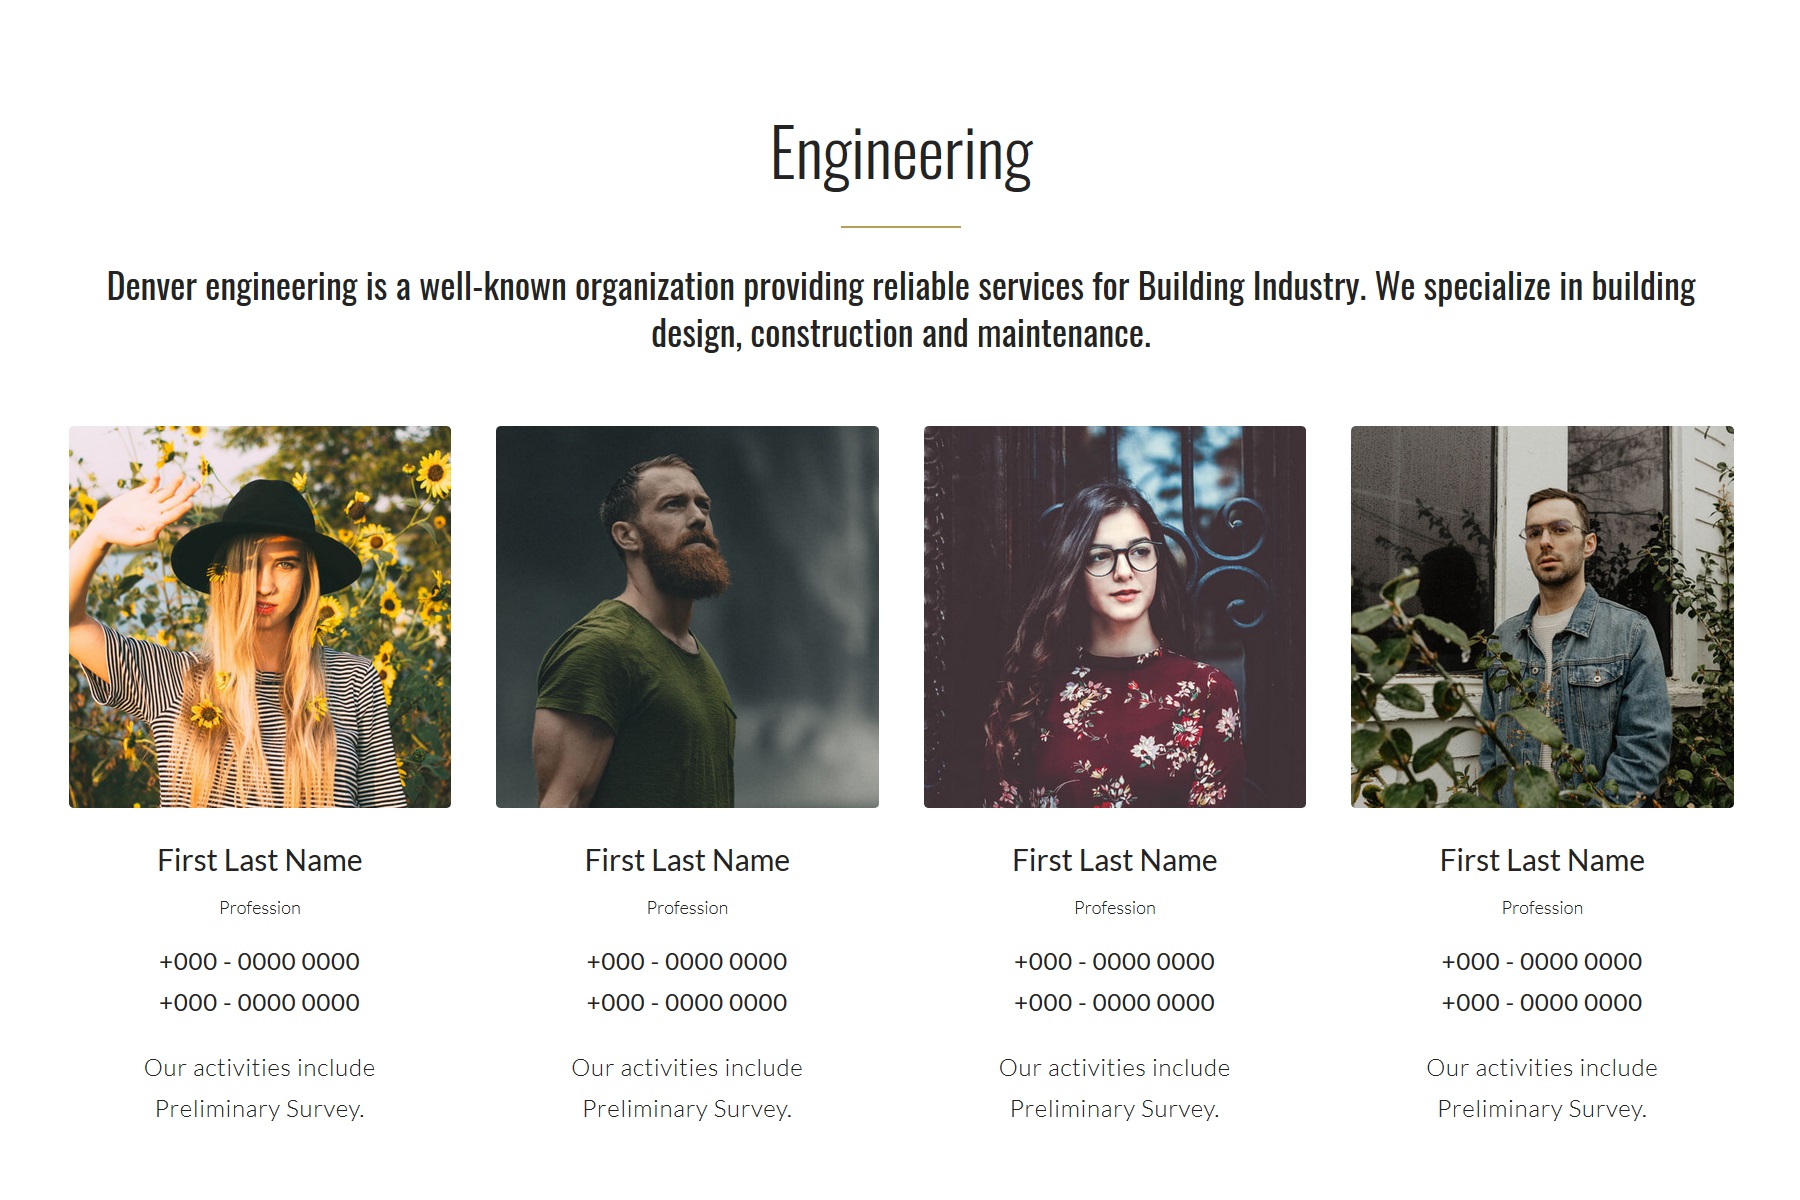 Engineering
Denver engineering is a well-known organization providing reliable services for Building Industry. We specialize in building
design, construction and maintenance.
First Last Name
Profession
+000 - 0000 0000
+000 - 0000 0000
Our activities include
Preliminary Survey.
First Last Name
Profession
+000 - 0000 0000
+000 - 0000 0000
Our activities include
Preliminary Survey.
First Last Name
Profession
+000 - 0000 0000
+000 - 0000 0000
Our activities include
Preliminary Survey.
First Last Name
Profession
+000 - 0000 0000
+000 - 0000 0000
Our activities include
Preliminary Survey.